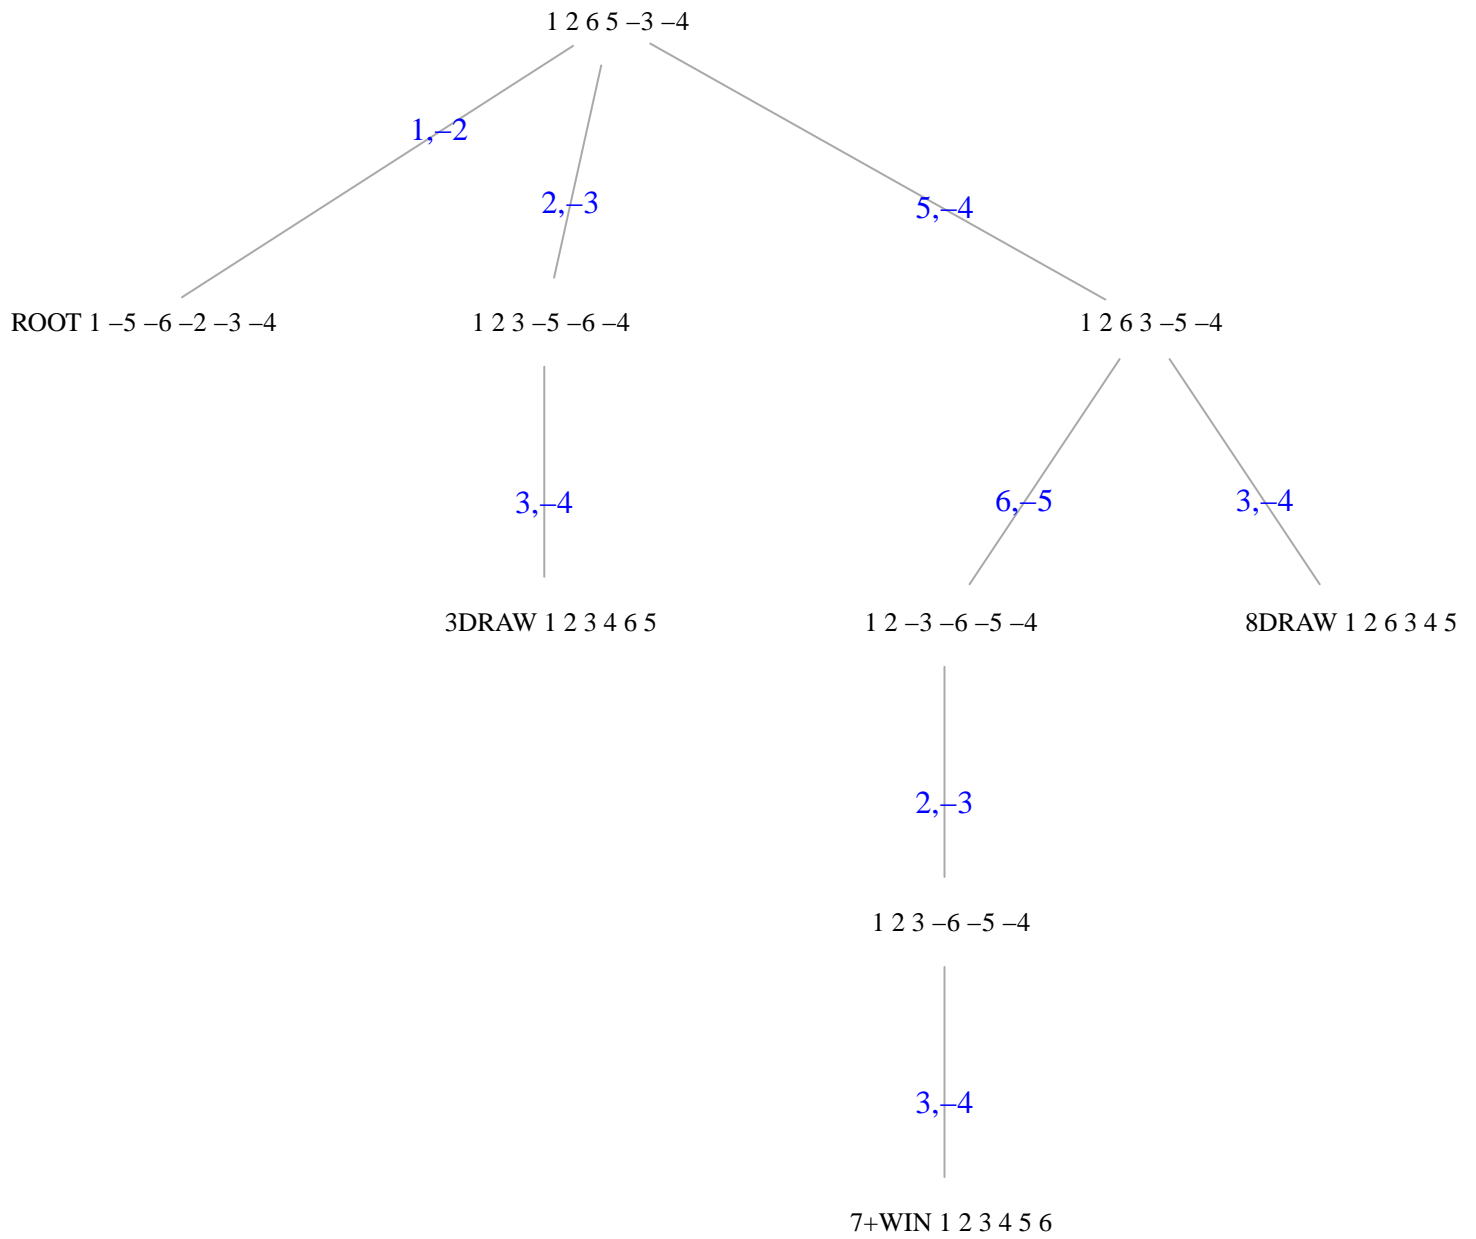 1 2 6 5 –3 –4
1,–2
2,–3
5,–4
ROOT 1 –5 –6 –2 –3 –4
1 2 3 –5 –6 –4
1 2 6 3 –5 –4
3,–4
6,–5
3,–4
3DRAW 1 2 3 4 6 5
1 2 –3 –6 –5 –4
8DRAW 1 2 6 3 4 5
2,–3
1 2 3 –6 –5 –4
3,–4
7+WIN 1 2 3 4 5 6